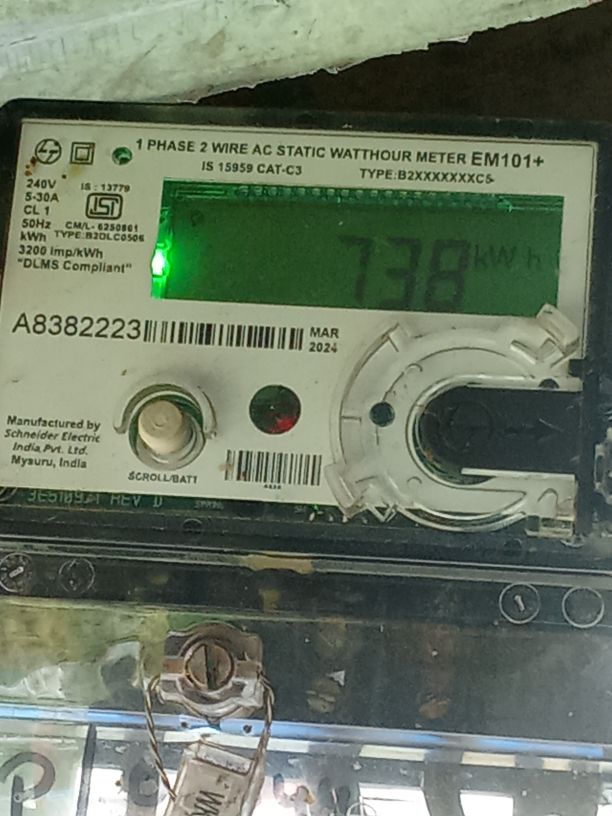 1 PHASE 2 WIRE AC STATIC WATTHOUR METER EM101+
IS 15959 CAT-C3 TYPE:B2XXXXXXXC5
240V
5-30A
CL 1
50Hz
kWh
3200 imp/kWh
"DLMS Compliant"
IS : 13779
ISI
CM/L- 6250861
TYPE:B2DLC0506
738 kWh
A8382223
MAR
2024
Manufactured by
Schneider Electric
India Pvt. Ltd.
Mysuru, India
SCROLL/BATT